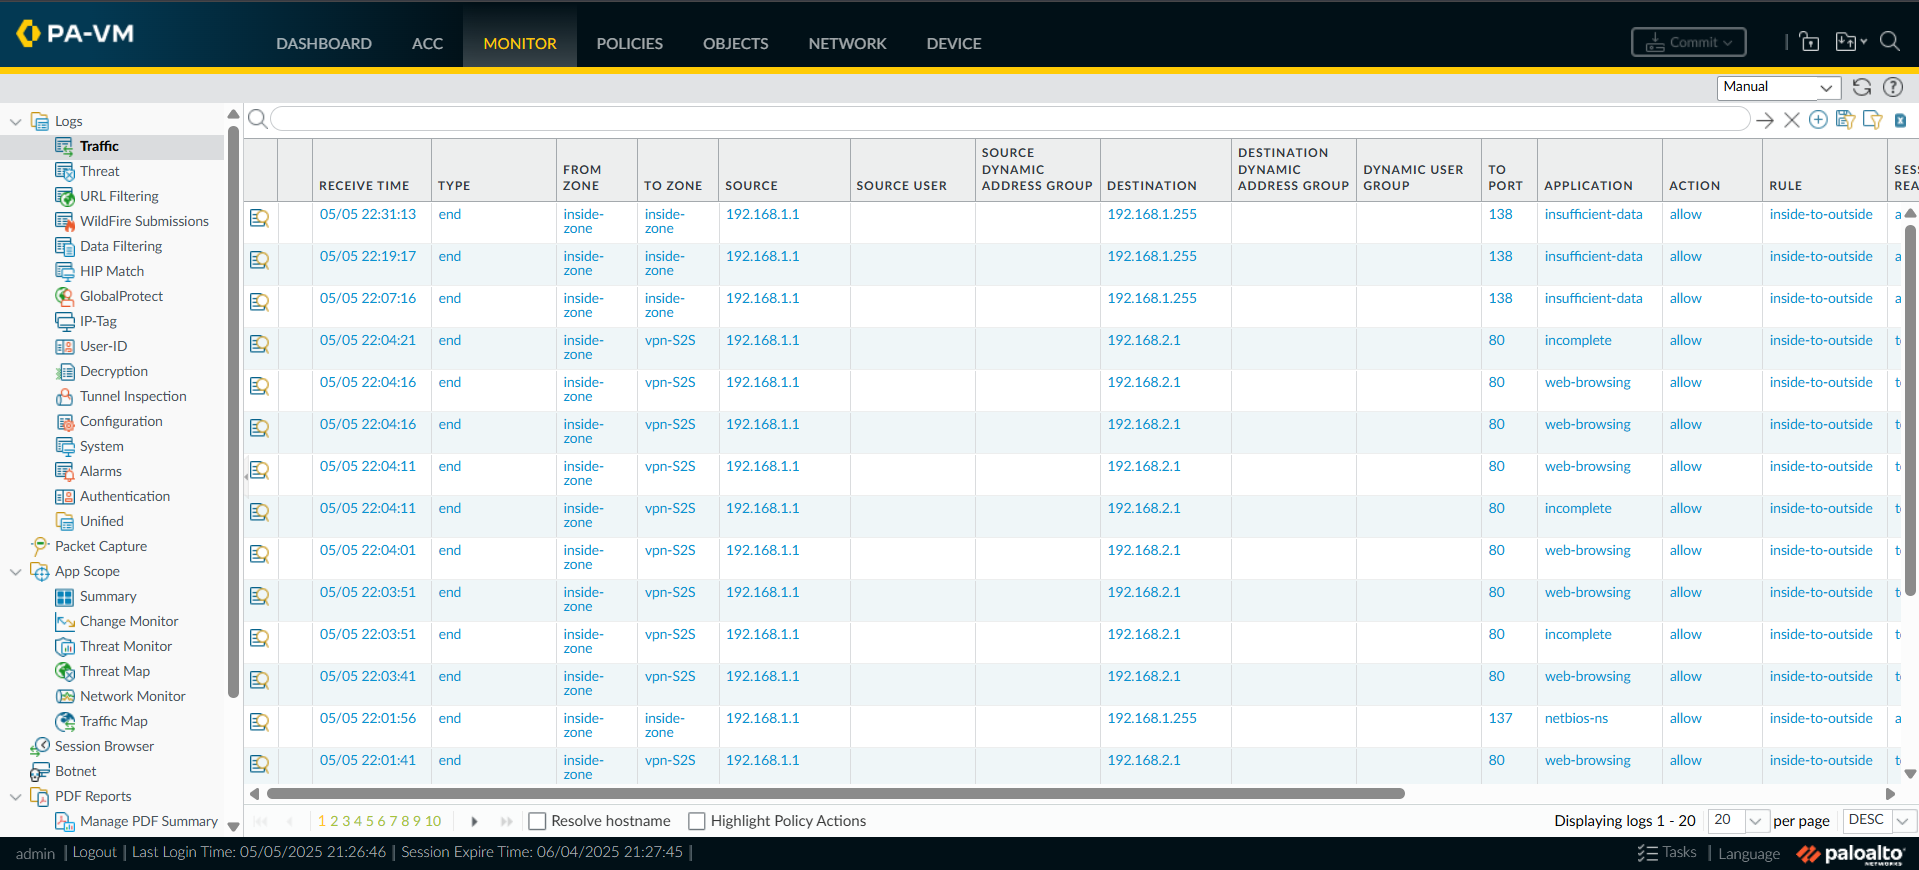 PA-VM
DASHBOARD ACC MONITOR POLICIES OBJECTS NETWORK DEVICE Commit
Manual
Logs
Traffic
Threat
URL Filtering
WildFire Submissions
Data Filtering
HIP Match
GlobalProtect
IP-Tag
User-ID
Decryption
Tunnel Inspection
Configuration
System
Alarms
Authentication
Unified
Packet Capture
App Scope
Summary
Change Monitor
Threat Monitor
Threat Map
Network Monitor
Traffic Map
Session Browser
Botnet
PDF Reports
Manage PDF Summary
RECEIVE TIME TYPE FROM ZONE TO ZONE SOURCE SOURCE USER SOURCE DYNAMIC ADDRESS GROUP DESTINATION DESTINATION DYNAMIC ADDRESS GROUP DYNAMIC USER GROUP TO PORT APPLICATION ACTION RULE SES REA
05/05 22:31:13 end inside-zone inside-zone 192.168.1.1 192.168.1.255 138 insufficient-data allow inside-to-outside a
05/05 22:19:17 end inside-zone inside-zone 192.168.1.1 192.168.1.255 138 insufficient-data allow inside-to-outside a
05/05 22:07:16 end inside-zone inside-zone 192.168.1.1 192.168.1.255 138 insufficient-data allow inside-to-outside a
05/05 22:04:21 end inside-zone vpn-S2S 192.168.1.1 192.168.2.1 80 incomplete allow inside-to-outside t
05/05 22:04:16 end inside-zone vpn-S2S 192.168.1.1 192.168.2.1 80 web-browsing allow inside-to-outside t
05/05 22:04:16 end inside-zone vpn-S2S 192.168.1.1 192.168.2.1 80 web-browsing allow inside-to-outside t
05/05 22:04:11 end inside-zone vpn-S2S 192.168.1.1 192.168.2.1 80 web-browsing allow inside-to-outside t
05/05 22:04:11 end inside-zone vpn-S2S 192.168.1.1 192.168.2.1 80 incomplete allow inside-to-outside t
05/05 22:04:01 end inside-zone vpn-S2S 192.168.1.1 192.168.2.1 80 web-browsing allow inside-to-outside t
05/05 22:03:51 end inside-zone vpn-S2S 192.168.1.1 192.168.2.1 80 web-browsing allow inside-to-outside t
05/05 22:03:51 end inside-zone vpn-S2S 192.168.1.1 192.168.2.1 80 incomplete allow inside-to-outside t
05/05 22:03:41 end inside-zone vpn-S2S 192.168.1.1 192.168.2.1 80 web-browsing allow inside-to-outside t
05/05 22:01:56 end inside-zone inside-zone 192.168.1.1 192.168.1.255 137 netbios-ns allow inside-to-outside a
05/05 22:01:41 end inside-zone vpn-S2S 192.168.1.1 192.168.2.1 80 web-browsing allow inside-to-outside t
1 2 3 4 5 6 7 8 9 10 Resolve hostname Highlight Policy Actions Displaying logs 1 - 20 20 per page DESC
admin | Logout | Last Login Time: 05/05/2025 21:26:46 | Session Expire Time: 06/04/2025 21:27:45 | Tasks | Language paloalto NETWORKS